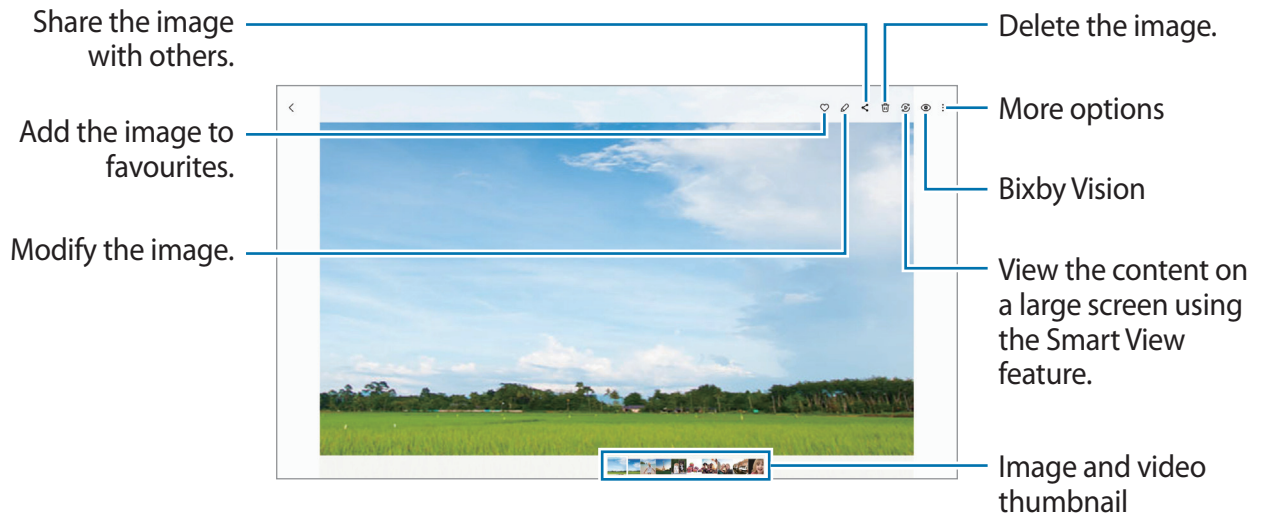 Share the image
with others.
Add the image to
favourites.
Modify the image.
Delete the image.
More options
Bixby Vision
View the content on
a large screen using
the Smart View
feature.
Image and video
thumbnail